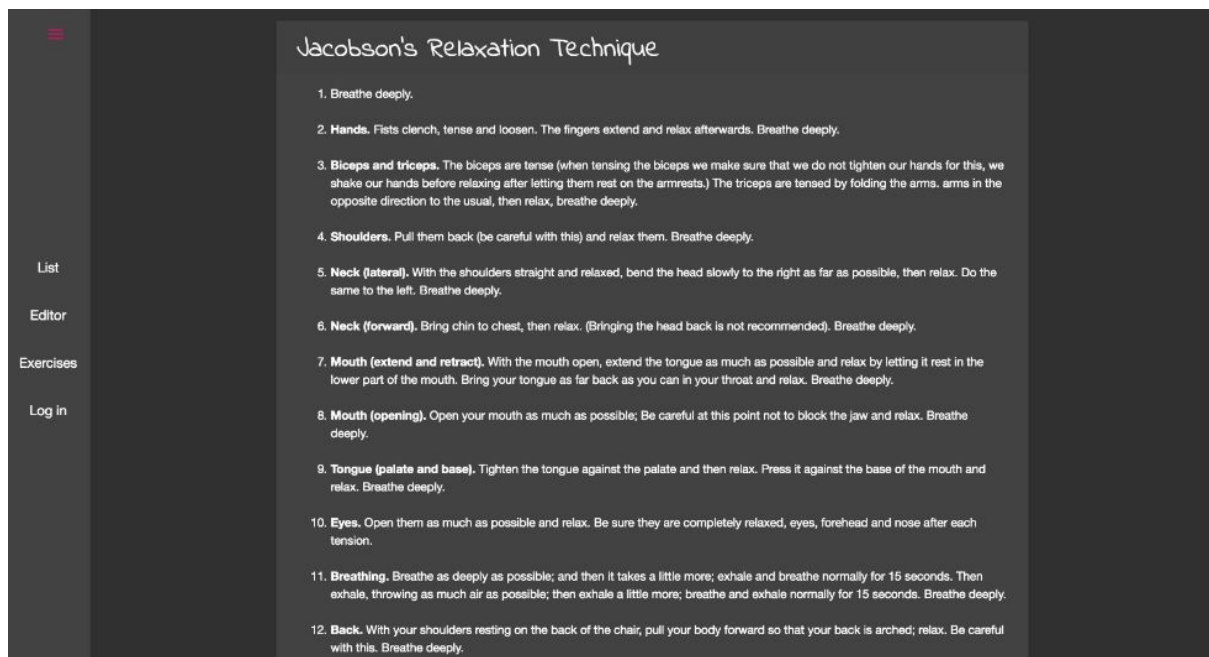 Jacobson's Relaxation Technique
1. Breathe deeply.
2. Hands. Fists clench, tense and loosen. The fingers extend and relax afterwards. Breathe deeply.
3. Biceps and triceps. The biceps are tense (when tensing the biceps we make sure that we do not tighten our hands for this, we
shake our hands before relaxing after letting them rest on the armrests.) The triceps are tensed by folding the arms. arms in the
opposite direction to the usual, then relax, breathe deeply.
4. Shoulders. Pull them back (be careful with this) and relax them. Breathe deeply.
5. Neck (lateral). With the shoulders straight and relaxed, bend the head slowly to the right as far as possible, then relax. Do the
same to the left. Breathe deeply.
6. Neck (forward). Bring chin to chest, then relax. (Bringing the head back is not recommended). Breathe deeply.
7. Mouth (extend and retract). With the mouth open, extend the tongue as much as possible and relax by letting it rest in the
lower part of the mouth. Bring your tongue as far back as you can in your throat and relax. Breathe deeply.
8. Mouth (opening). Open your mouth as much as possible; Be careful at this point not to block the jaw and relax. Breathe
deeply.
9. Tongue (palate and base). Tighten the tongue against the palate and then relax. Press it against the base of the mouth and
relax. Breathe deeply.
10. Eyes. Open them as much as possible and relax. Be sure they are completely relaxed, eyes, forehead and nose after each
tension.
11. Breathing. Breathe as deeply as possible; and then it takes a little more; exhale and breathe normally for 15 seconds. Then
exhale, throwing as much air as possible; then exhale a little more; breathe and exhale normally for 15 seconds. Breathe deeply.
12. Back. With your shoulders resting on the back of the chair, pull your body forward so that your back is arched; relax. Be careful
with this. Breathe deeply.
List
Editor
Exercises
Log in